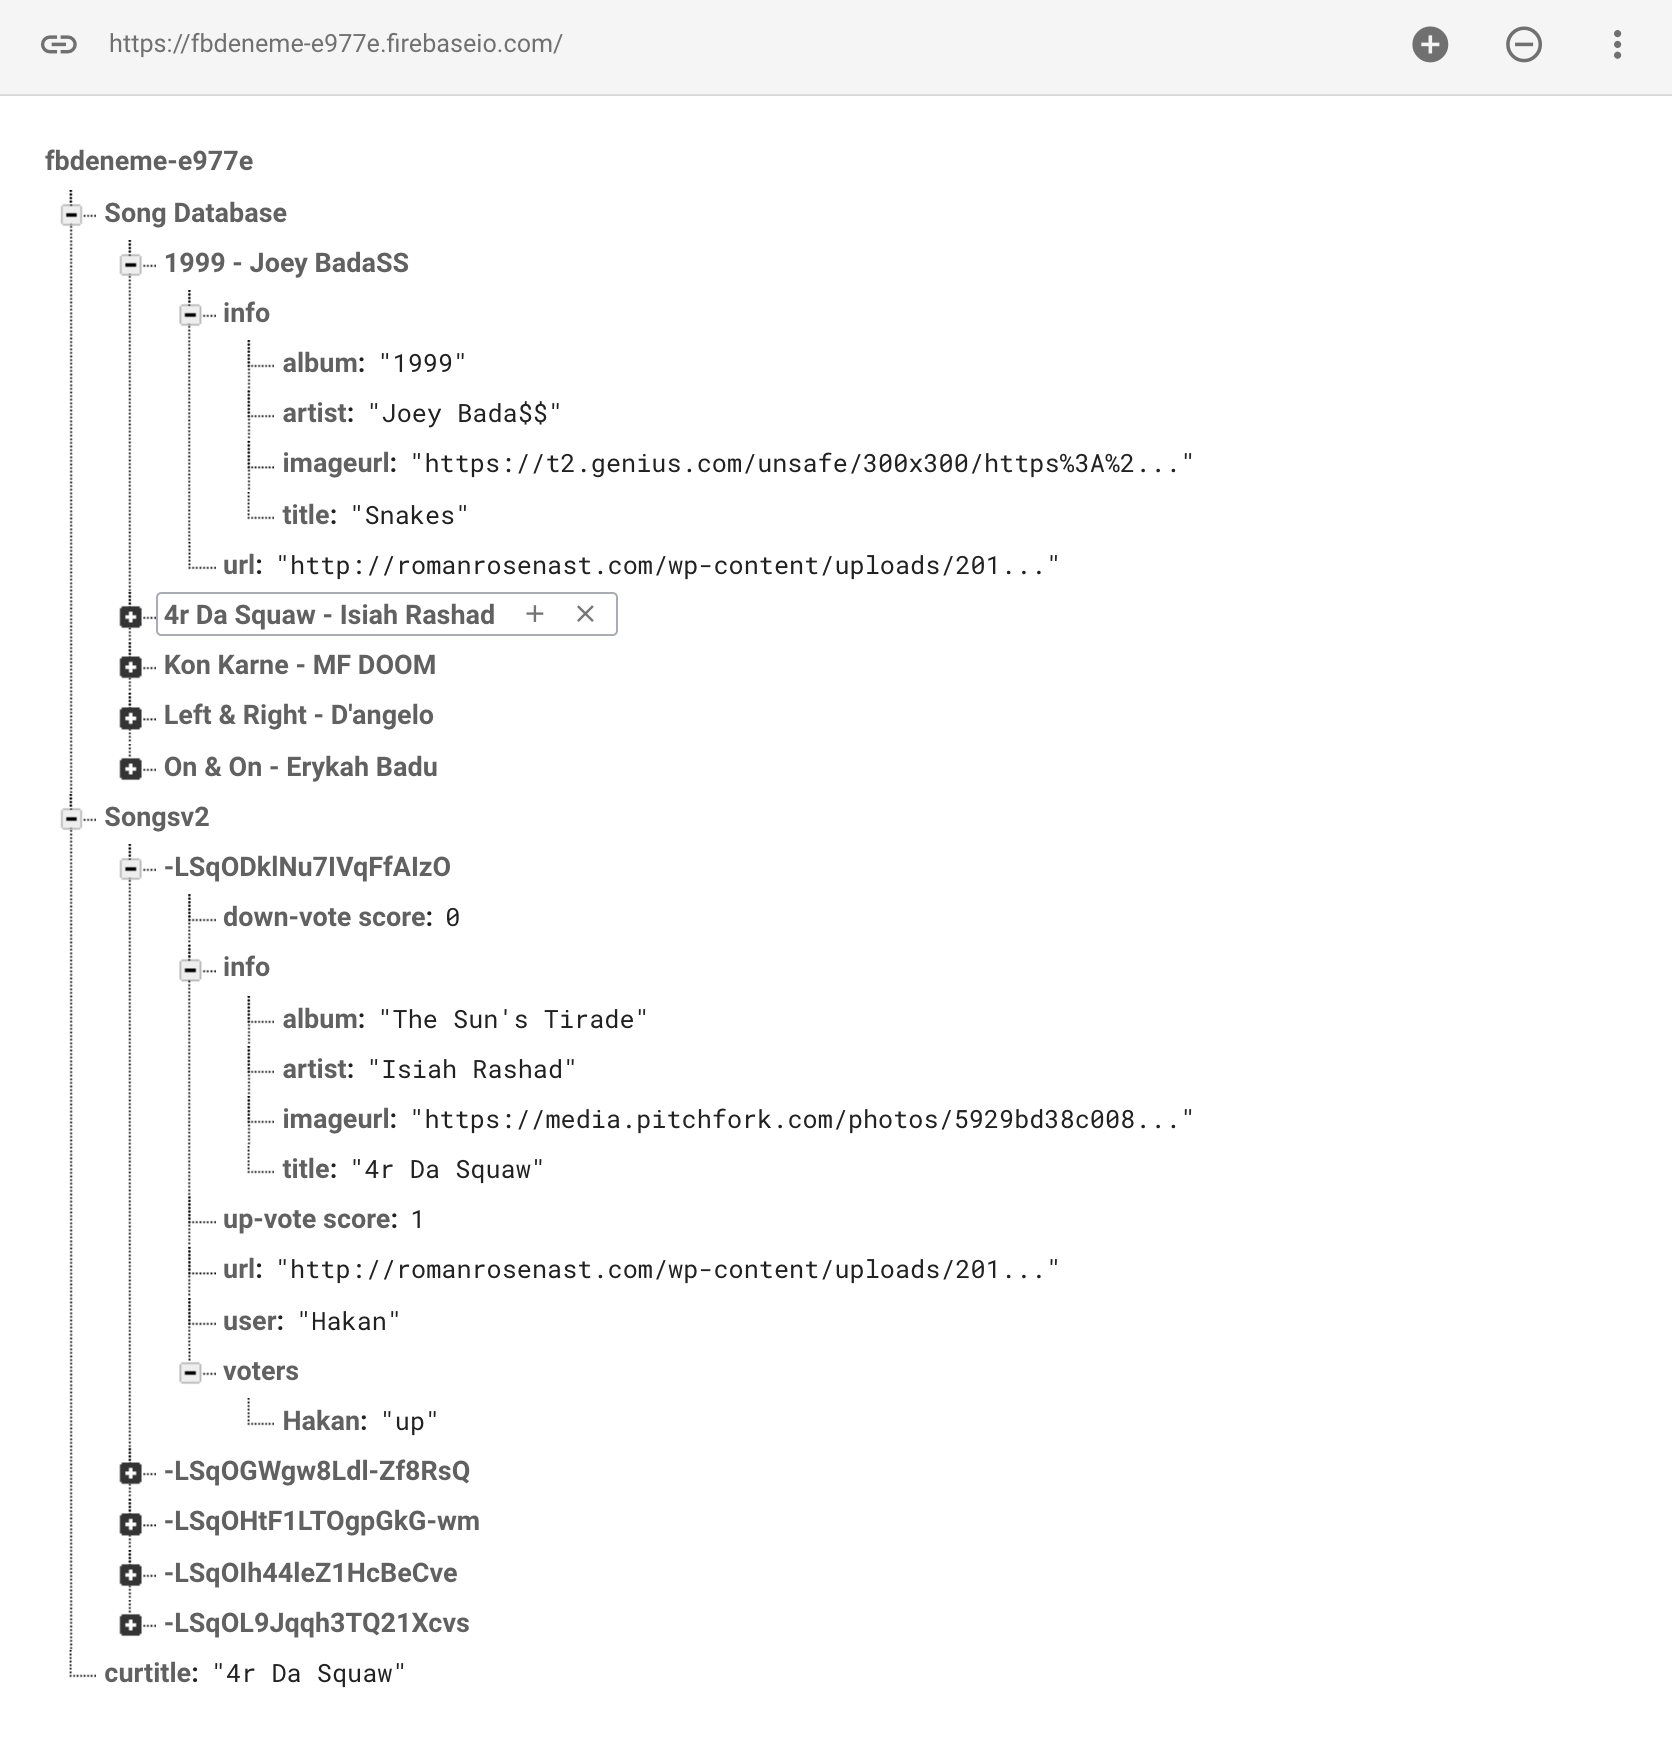 https://fbdeneme-e977e.firebaseio.com/
fbdeneme-e977e
Song Database
1999 - Joey BadaSS
info
album: "1999"
artist: "Joey Bada$$"
imageurl: "https://t2.genius.com/unsafe/300x300/https%3A%2..."
title: "Snakes"
url: "http://romanrosenast.com/wp-content/uploads/201..."
4r Da Squaw - Isiah Rashad
Kon Karne - MF DOOM
Left & Right - D'angelo
On & On - Erykah Badu
Songsv2
-LSqODklNu7IVqFfAIzO
down-vote score: 0
info
album: "The Sun's Tirade"
artist: "Isiah Rashad"
imageurl: "https://media.pitchfork.com/photos/5929bd38c008..."
title: "4r Da Squaw"
up-vote score: 1
url: "http://romanrosenast.com/wp-content/uploads/201..."
user: "Hakan"
voters
Hakan: "up"
-LSqOGWgw8Ldl-Zf8RsQ
-LSqOHtF1LTOgpGkG-wm
-LSqOIh44leZ1HcBeCve
-LSqOL9Jqqh3TQ21Xcvs
curtitle: "4r Da Squaw"